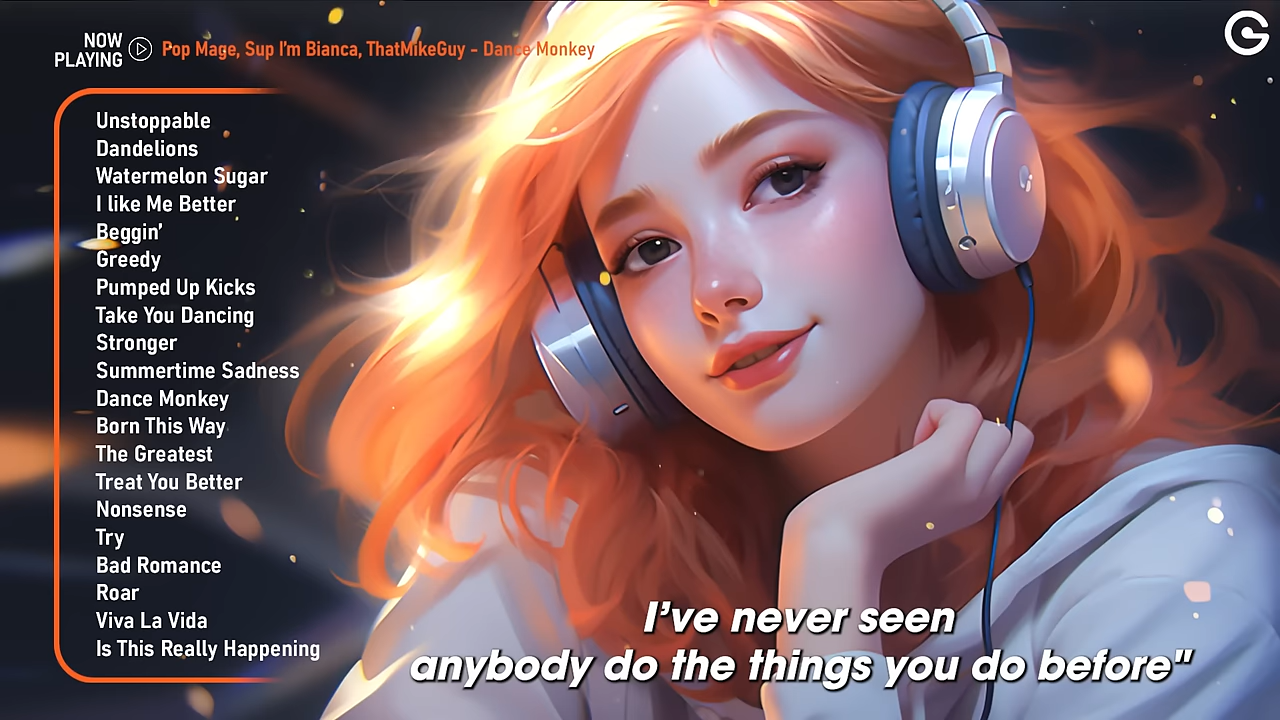 NOW
PLAYING
Pop Mage, Sup I'm Bianca, ThatMikeGuy - Dance Monkey
G
Unstoppable
Dandelions
Watermelon Sugar
I like Me Better
Beggin'
Greedy
Pumped Up Kicks
Take You Dancing
Stronger
Summertime Sadness
Dance Monkey
Born This Way
The Greatest
Treat You Better
Nonsense
Try
Bad Romance
Roar
Viva La Vida
Is This Really Happening
I've never seen
anybody do the things you do before"